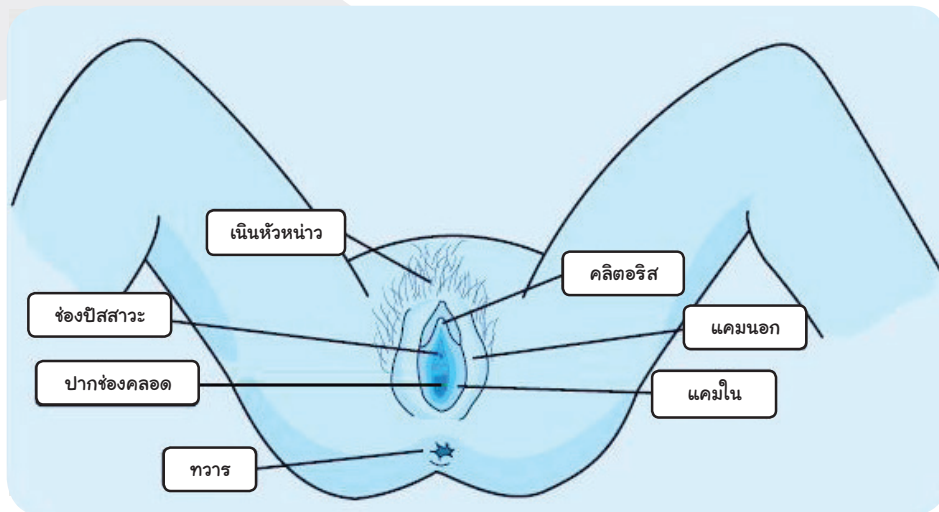 เนินหัวหน่าว
คลิตอริส
ช่องปัสสาวะ
แคมนอก
ปากช่องคลอด
แคมใน
ทวาร